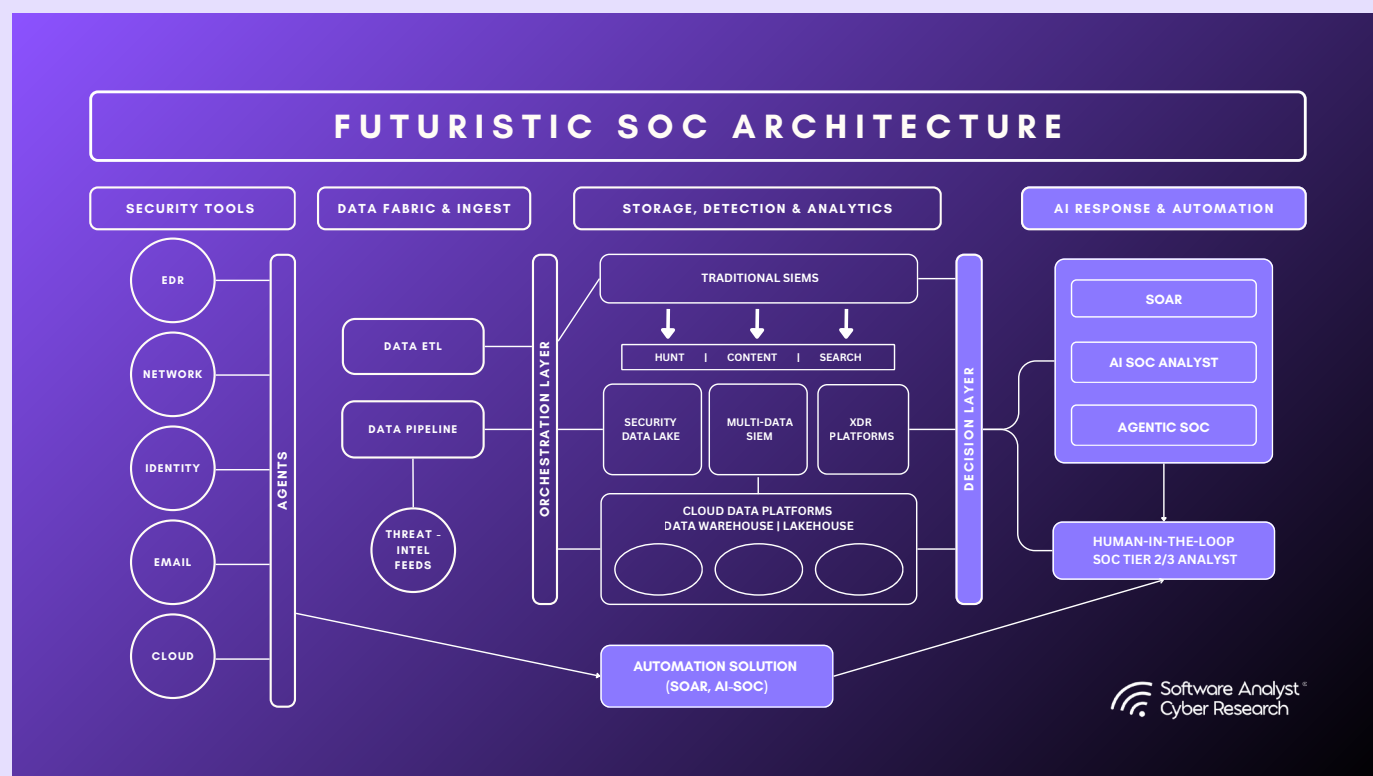 FUTURISTIC SOC ARCHITECTURE
SECURITY TOOLS
DATA FABRIC & INGEST
STORAGE, DETECTION & ANALYTICS
AI RESPONSE & AUTOMATION
EDR
NETWORK
IDENTITY
EMAIL
CLOUD
AGENTS
DATA ETL
DATA PIPELINE
THREAT -
INTEL
FEEDS
ORCHESTRATION LAYER
TRADITIONAL SIEMS
HUNT | CONTENT | SEARCH
SECURITY
DATA LAKE
MULTI-DATA
SIEM
XDR
PLATFORMS
CLOUD DATA PLATFORMS
DATA WAREHOUSE | LAKEHOUSE
DECISION LAYER
SOAR
AI SOC ANALYST
AGENTIC SOC
HUMAN-IN-THE-LOOP
SOC TIER 2/3 ANALYST
AUTOMATION SOLUTION
(SOAR, AI-SOC)
Software Analyst
Cyber Research